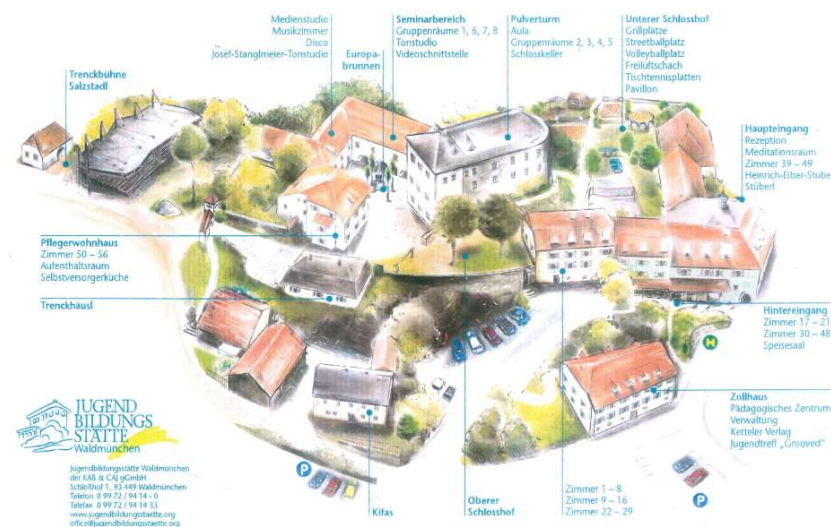 Medienstudio
Musikzimmer
Disco
Josef-Stanglmeier-Tonstudio
Europa-
brunnen
Seminarbereich
Gruppenräume 1, 6, 7, 8
Tonstudio
Videoschnittstelle
Pulverturm
Aula
Gruppenräume 2, 3, 4, 5
Schlosskeller
Unterer Schlosshof
Grillplätze
Streetballplatz
Volleyballplatz
Freiluftschach
Tischtennisplatten
Pavillon
Trenckbühne
Salzstadl
Haupteingang
Rezeption
Meditationsraum
Zimmer 39 – 49
Heinrich-Eiber-Stube
Stüberl
Pflegerwohnhaus
Zimmer 50 – 56
Aufenthaltsraum
Selbstversorgerküche
Trenckhäusl
Hintereingang
Zimmer 17 – 21
Zimmer 30 – 48
Speisesaal
H
Zollhaus
Pädagogisches Zentrum
Verwaltung
Ketteler Verlag
Jugendtreff „Grooved"
JUGEND
BILDUNGS
STÄTTE
Waldmünchen
Jugendbildungsstätte Waldmünchen
der KAB & CAJ gGmbH
Schloßhof 1, 93 449 Waldmünchen
Telefon 0 99 72 / 94 14 - 0
Telefax 0 99 72 / 94 14 33
www.jugendbildungsstaette.org
office@jugendbildungsstaette.org
P
Kifas
Oberer
Schlosshof
Zimmer 1 – 8
Zimmer 9 – 16
Zimmer 22 – 29
P